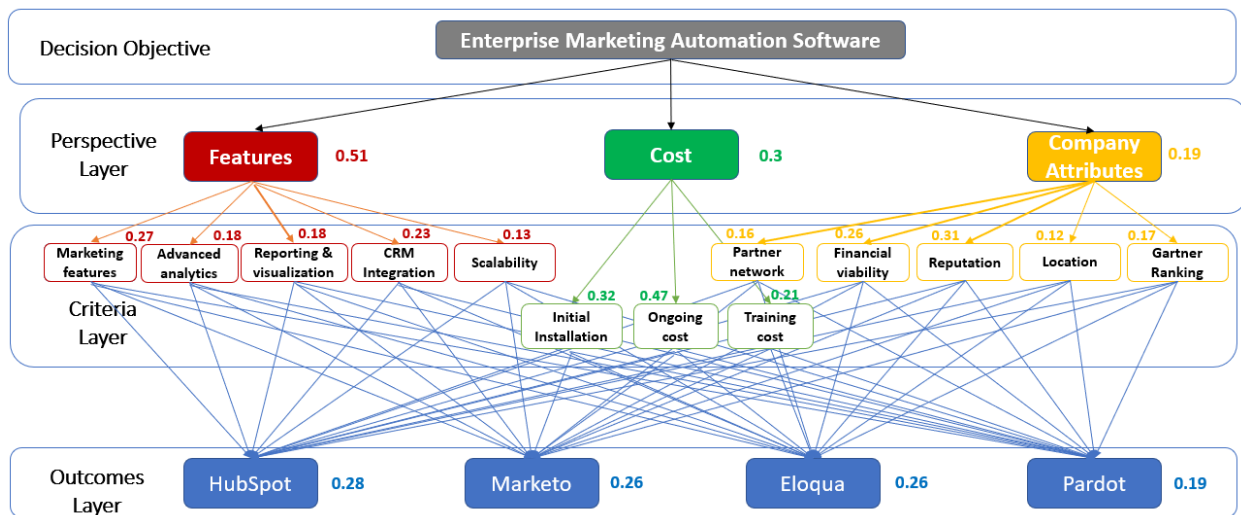 Enterprise Marketing Automation Software
Decision Objective
Perspective
Layer
Features
0.51
Cost
0.3
Company
Attributes
0.19
0.27
0.18
0.18
0.23
0.13
0.16
0.26
0.31
0.12
0.17
Marketing
features
Advanced
analytics
Reporting &
visualization
CRM
Integration
Scalability
Partner
network
Financial
viability
Reputation
Location
Gartner
Ranking
Criteria
Layer
0.32
0.47
0.21
Initial
Installation
Ongoing
cost
Training
cost
Outcomes
Layer
HubSpot
0.28
Marketo
0.26
Eloqua
0.26
Pardot
0.19